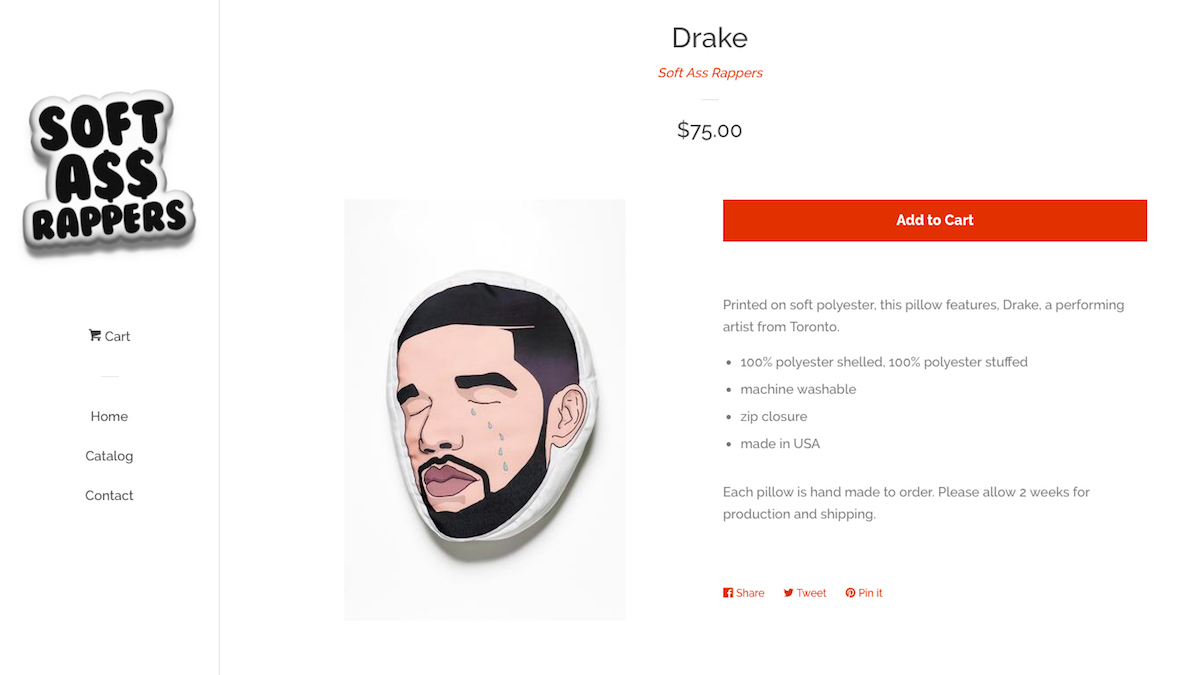 SOFT
A$$
RAPPERS
Cart
Home
Catalog
Contact
Drake
Soft Ass Rappers
$75.00
Add to Cart
Printed on soft polyester, this pillow features, Drake, a performing
artist from Toronto.
100% polyester shelled, 100% polyester stuffed
machine washable
zip closure
made in USA
Each pillow is hand made to order. Please allow 2 weeks for
production and shipping.
Share Tweet Pin it